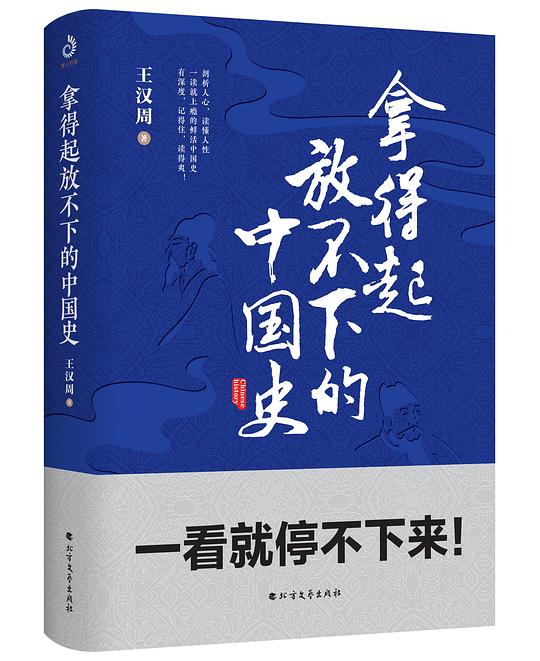 拿得起放不下的中国史
王汉周 著
北方文艺出版社
王汉周 著
剖析人心,读懂人性
一读就上瘾的鲜活中国史
有深度,记得住,读得爽!
拿得起
放不下的
中国史
Chinese
history
一看就停不下来!
北方文艺出版社